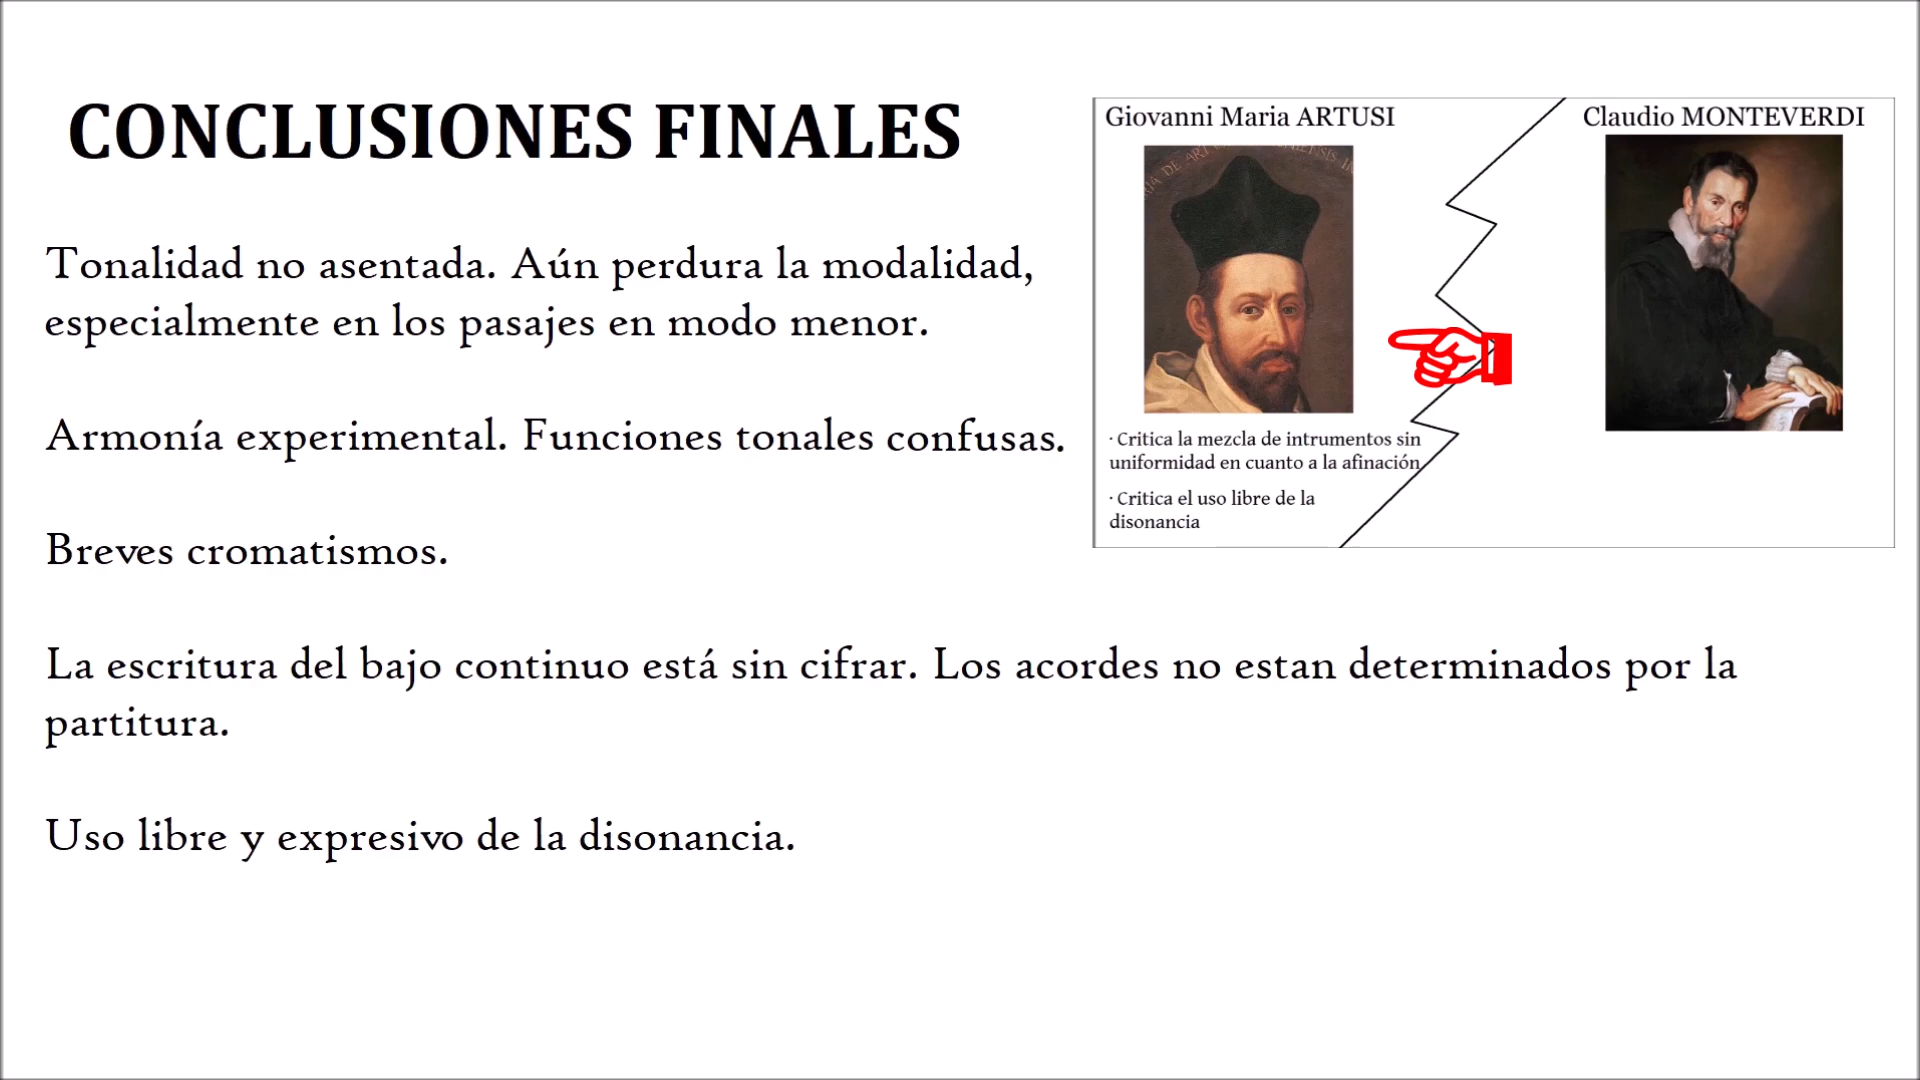 CONCLUSIONES FINALES
Tonalidad no asentada. Aún perdura la modalidad,
especialmente en los pasajes en modo menor.
Armonía experimental. Funciones tonales confusas.
Breves cromatismos.
La escritura del bajo continuo está sin cifrar. Los acordes no estan determinados por la
partitura.
Uso libre y expresivo de la disonancia.
Giovanni Maria ARTUSI
Claudio MONTEVERDI
· Critica la mezcla de intrumentos sin
uniformidad en cuanto a la afinación
· Critica el uso libre de la
disonancia